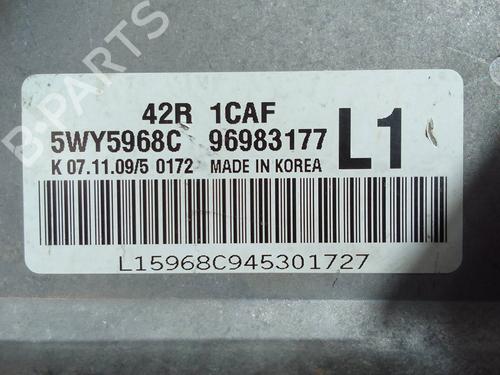 B-PARTS
42R 1CAF
5WY5968C 96983177 L1
K 07.11.09/5 0172 MADE IN KOREA
L15968C945301727